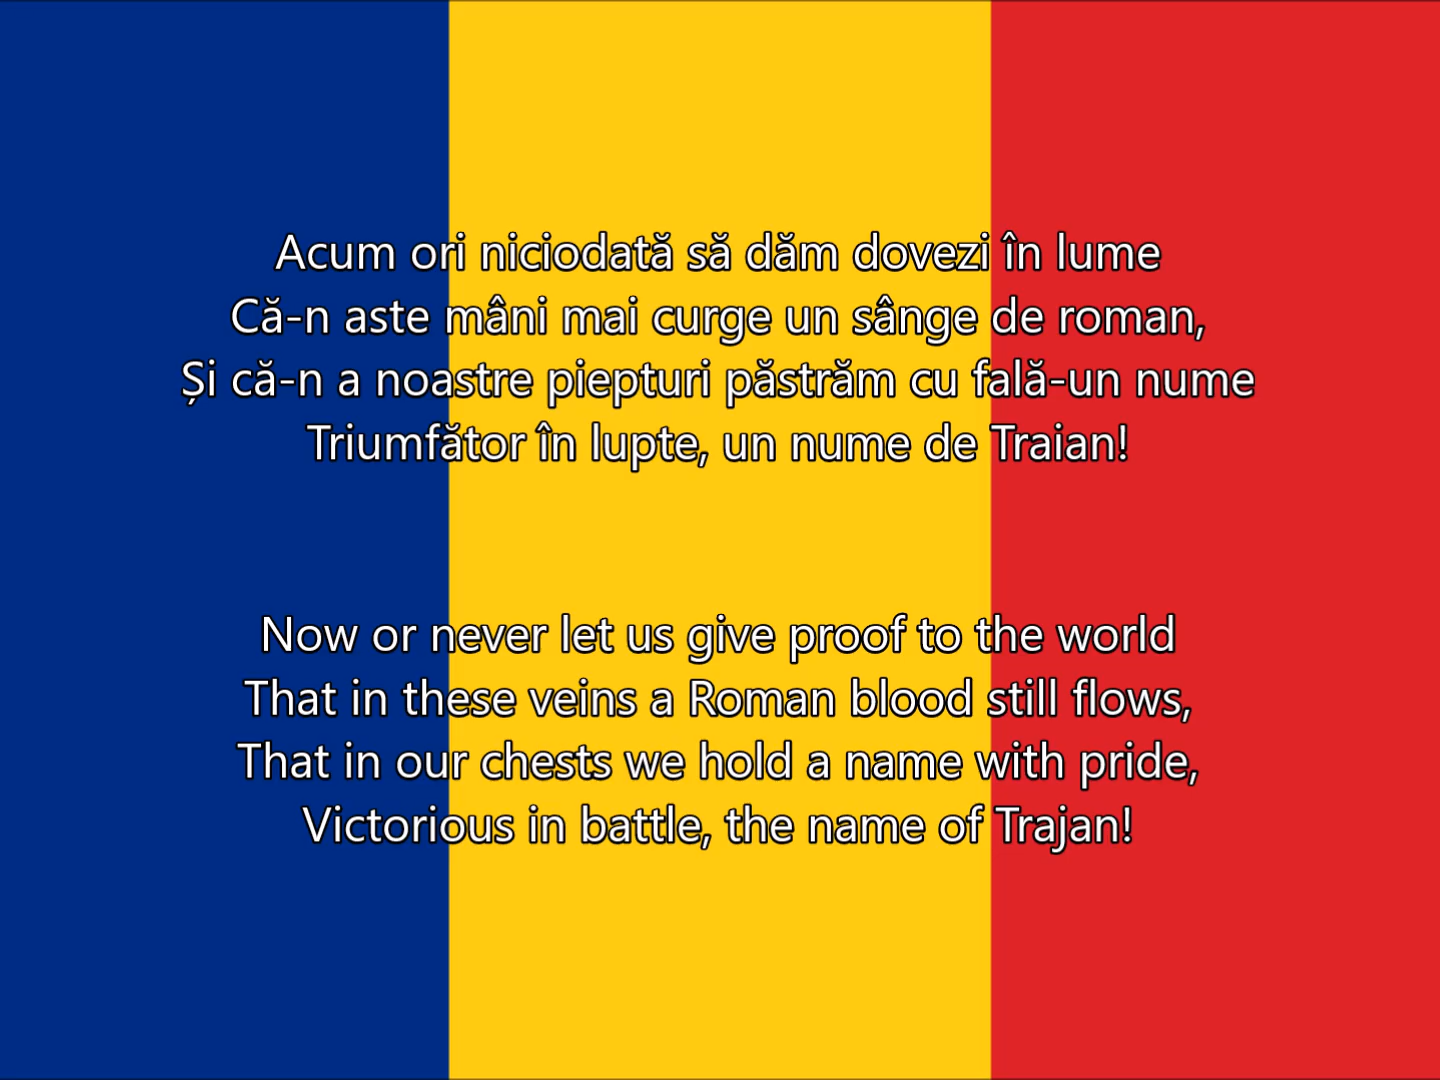 Acum ori niciodată să dăm dovezi în lume
Că-n aste mâni mai curge un sânge de roman,
Și că-n a noastre piepturi păstrăm cu fală-un nume
Triumfător în lupte, un nume de Traian!
Now or never let us give proof to the world
That in these veins a Roman blood still flows,
That in our chests we hold a name with pride,
Victorious in battle, the name of Trajan!